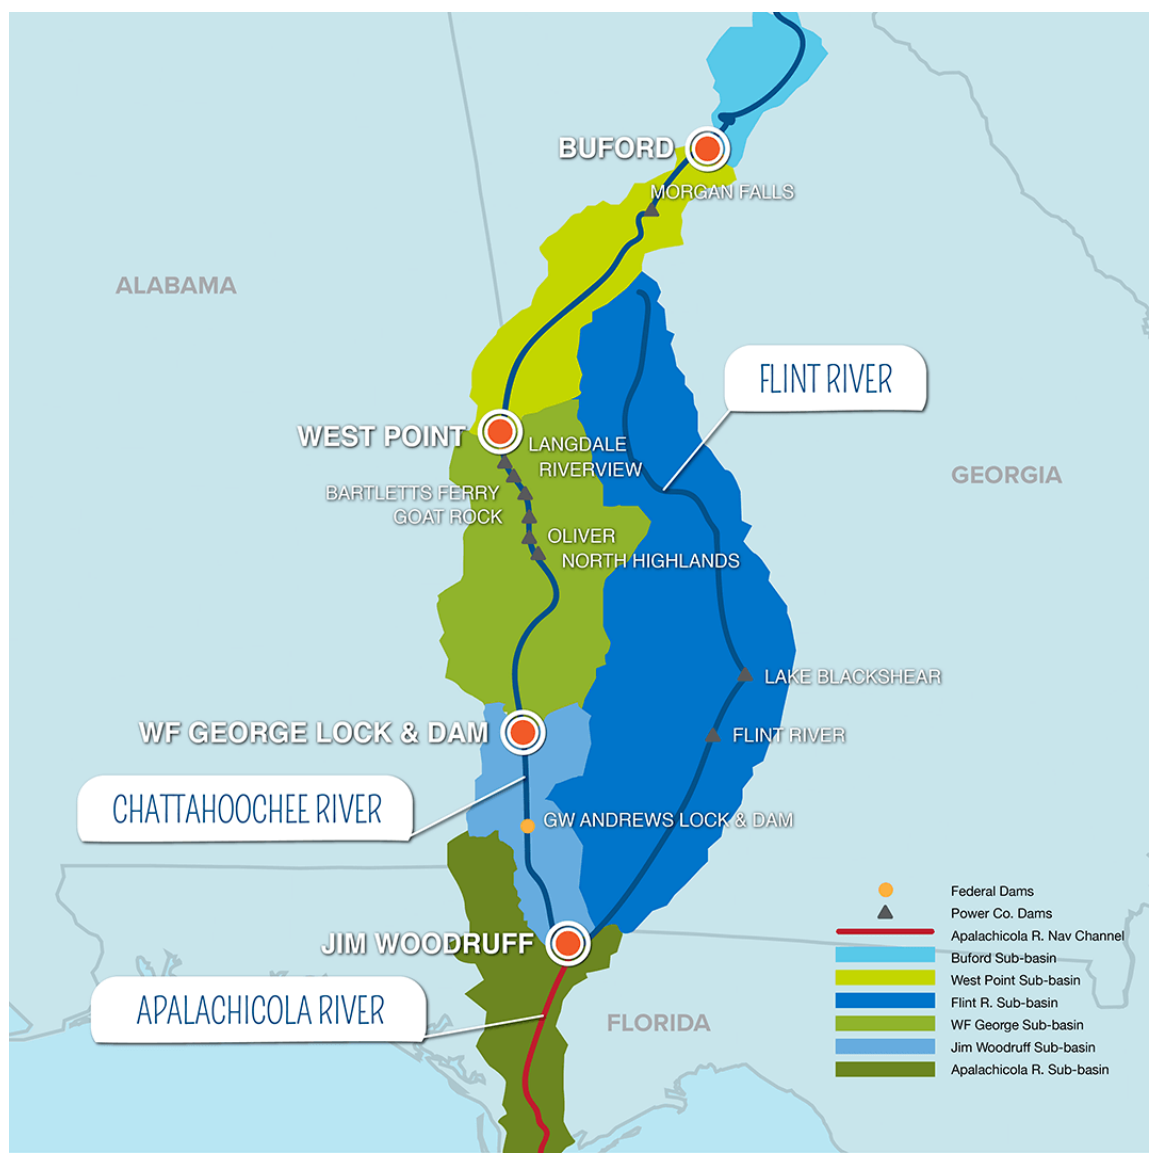 BUFORD
MORGAN FALLS
ALABAMA
FLINT RIVER
WEST POINT
LANGDALE
RIVERVIEW
GEORGIA
BARTLETTS FERRY
GOAT ROCK
OLIVER
NORTH HIGHLANDS
LAKE BLACKSHEAR
WF GEORGE LOCK & DAM
FLINT RIVER
CHATTAHOOCHEE RIVER
GW ANDREWS LOCK & DAM
JIM WOODRUFF
APALACHICOLA RIVER
FLORIDA
Federal Dams
Power Co. Dams
Apalachicola R. Nav Channel
Buford Sub-basin
West Point Sub-basin
Flint R. Sub-basin
WF George Sub-basin
Jim Woodruff Sub-basin
Apalachicola R. Sub-basin